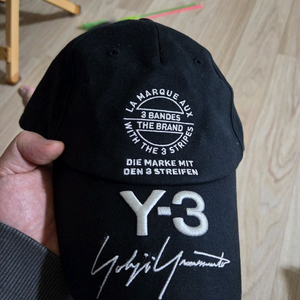 LA MARQUE AUX
3 BANDES
THE BRAND
WITH THE 3 STRIPES
DIE MARKE MIT
DEN 3 STREIFEN
Y-3
Yohji Yamamoto